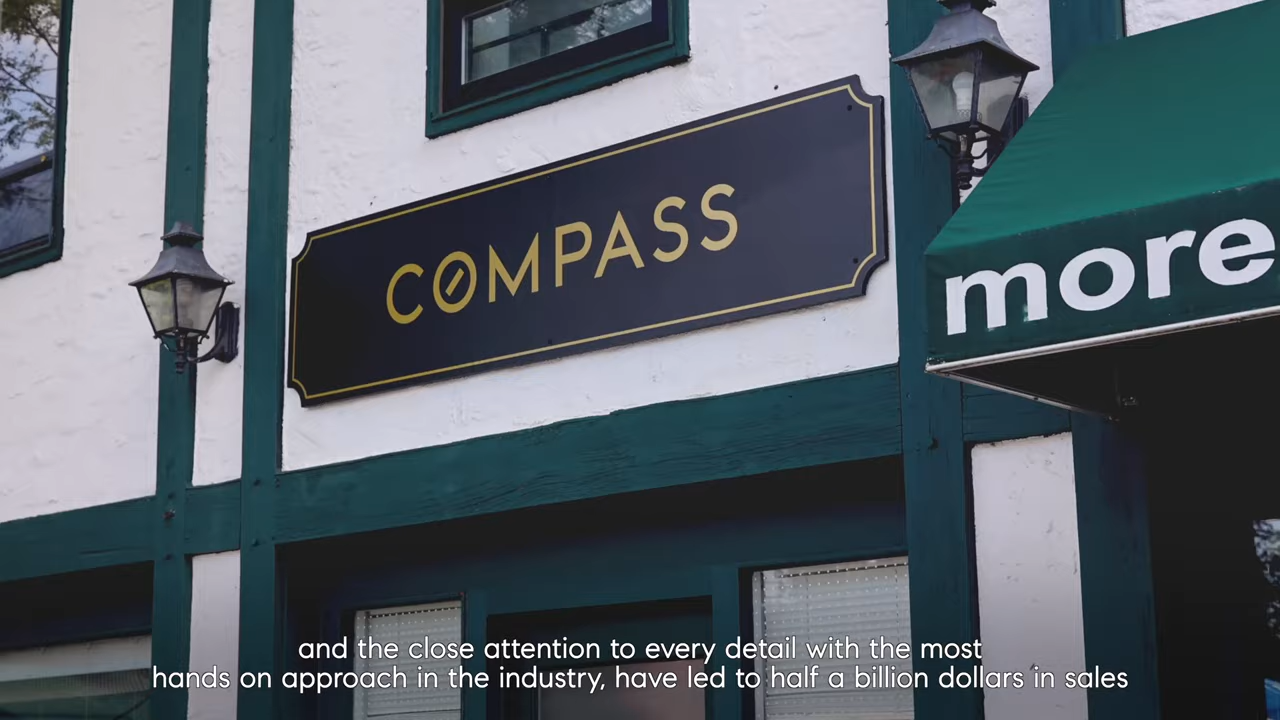 COMPASS
more
and the close attention to every detail with the most
hands on approach in the industry, have led to half a billion dollars in sales